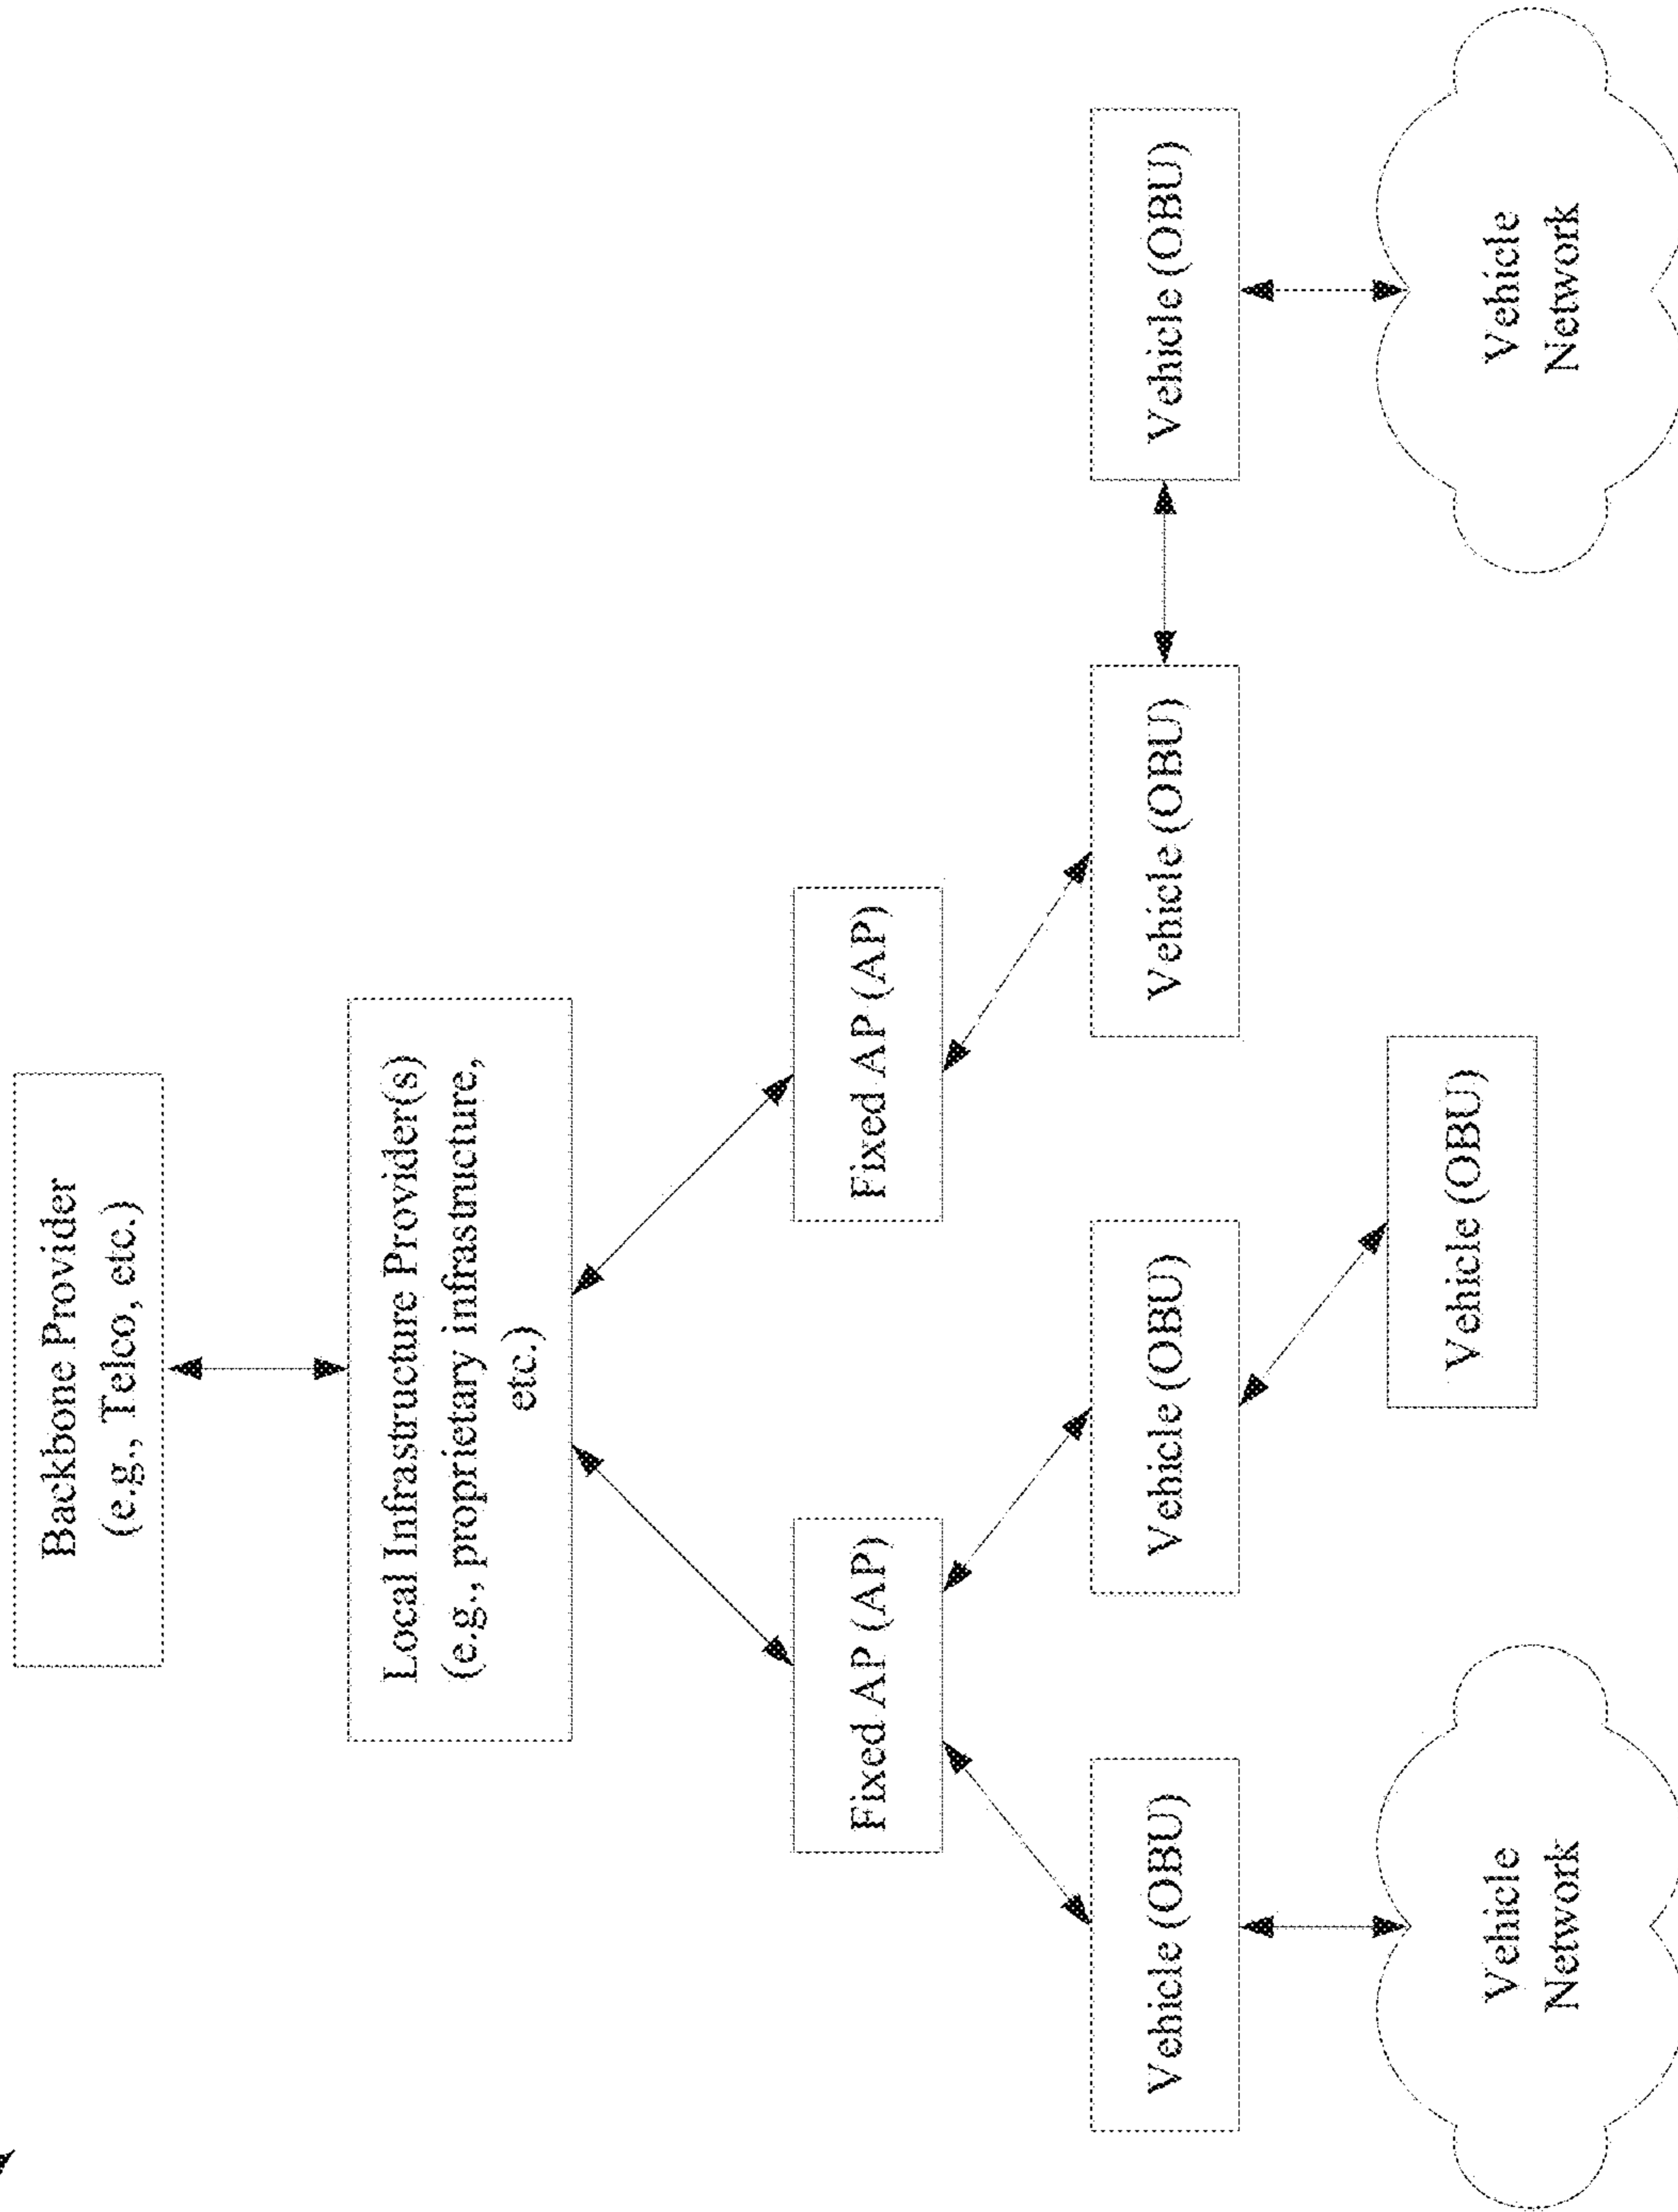 Backbone Provider
(e.g., Telco, etc.)
Local Infrastructure Provider(s)
(e.g., proprietary infrastructure,
etc.)
Fixed AP (AP)
Fixed AP (AP)
Vehicle (OBU)
Vehicle (OBU)
Vehicle (OBU)
Vehicle (OBU)
Vehicle (OBU)
Vehicle
Network
Vehicle
Network